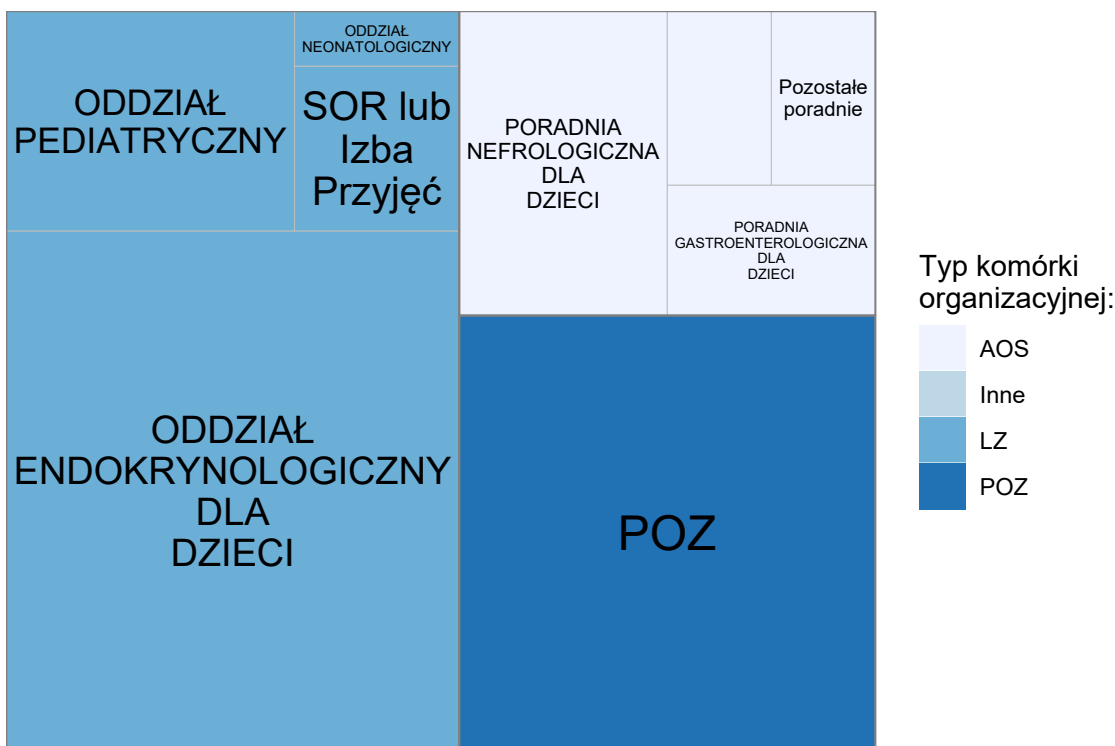 ODDZIAŁ
PEDIATRYCZNY
ODDZIAŁ
NEONATOLOGICZNY
SOR lub
Izba
Przyjęć
PORADNIA
NEFROLOGICZNA
DLA
DZIECI
Pozostałe
poradnie
PORADNIA
GASTROENTEROLOGICZNA
DLA
DZIECI
ODDZIAŁ
ENDOKRYNOLOGICZNY
DLA
DZIECI
POZ
Typ komórki
organizacyjnej:
AOS
Inne
LZ
POZ